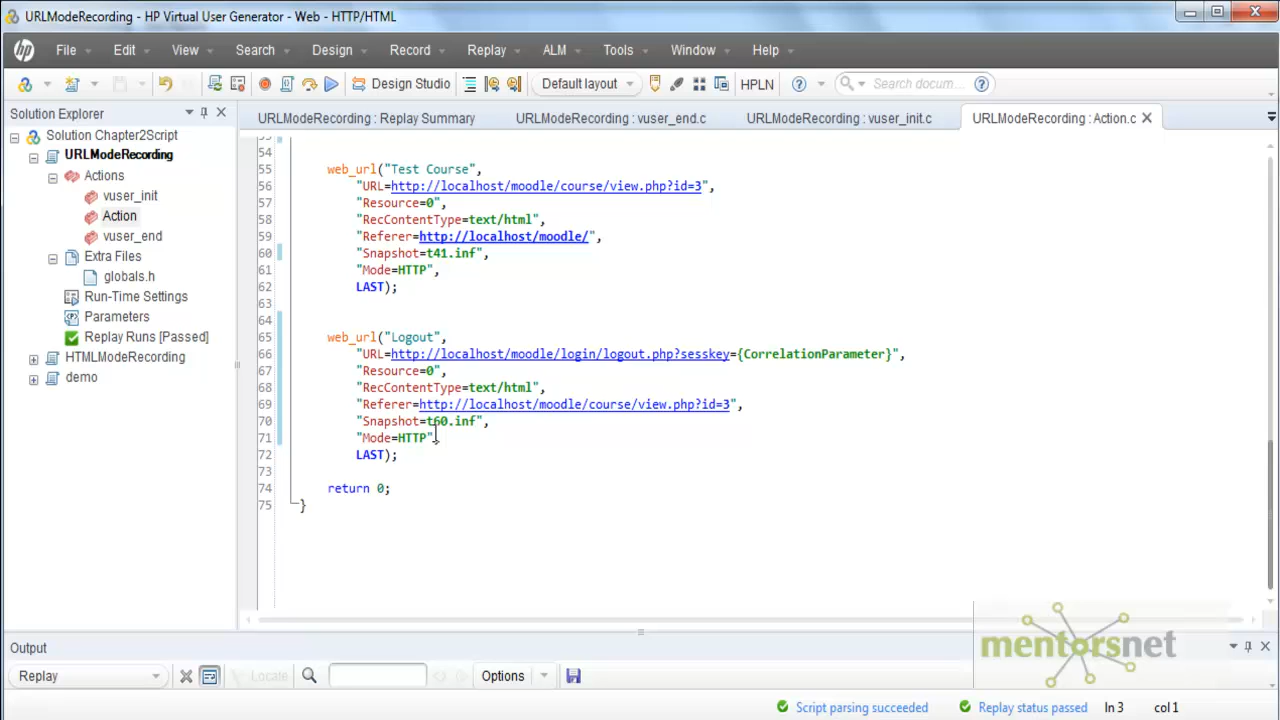 URLModeRecording - HP Virtual User Generator - Web - HTTP/HTML
hp File Edit View Search Design Record Replay ALM Tools Window Help
Design Studio Default layout HPLN Search docum...
Solution Explorer
Solution Chapter2Script
URLModeRecording
Actions
vuser_init
Action
vuser_end
Extra Files
globals.h
Run-Time Settings
Parameters
Replay Runs [Passed]
HTMLModeRecording
demo
URLModeRecording : Replay Summary URLModeRecording : vuser_end.c URLModeRecording : vuser_init.c URLModeRecording : Action.c
53
54
55 web_url("Test Course",
56 "URL=http://localhost/moodle/course/view.php?id=3",
57 "Resource=0",
58 "RecContentType=text/html",
59 "Referer=http://localhost/moodle/",
60 "Snapshot=t41.inf",
61 "Mode=HTTP",
62 LAST);
63
64
65 web_url("Logout",
66 "URL=http://localhost/moodle/login/logout.php?sesskey={CorrelationParameter}",
67 "Resource=0",
68 "RecContentType=text/html",
69 "Referer=http://localhost/moodle/course/view.php?id=3",
70 "Snapshot=t60.inf",
71 "Mode=HTTP",
72 LAST);
73
74 return 0;
75 }
mentorsnet
Output
Replay Locate Options
Script parsing succeeded Replay status passed ln 3 col 1